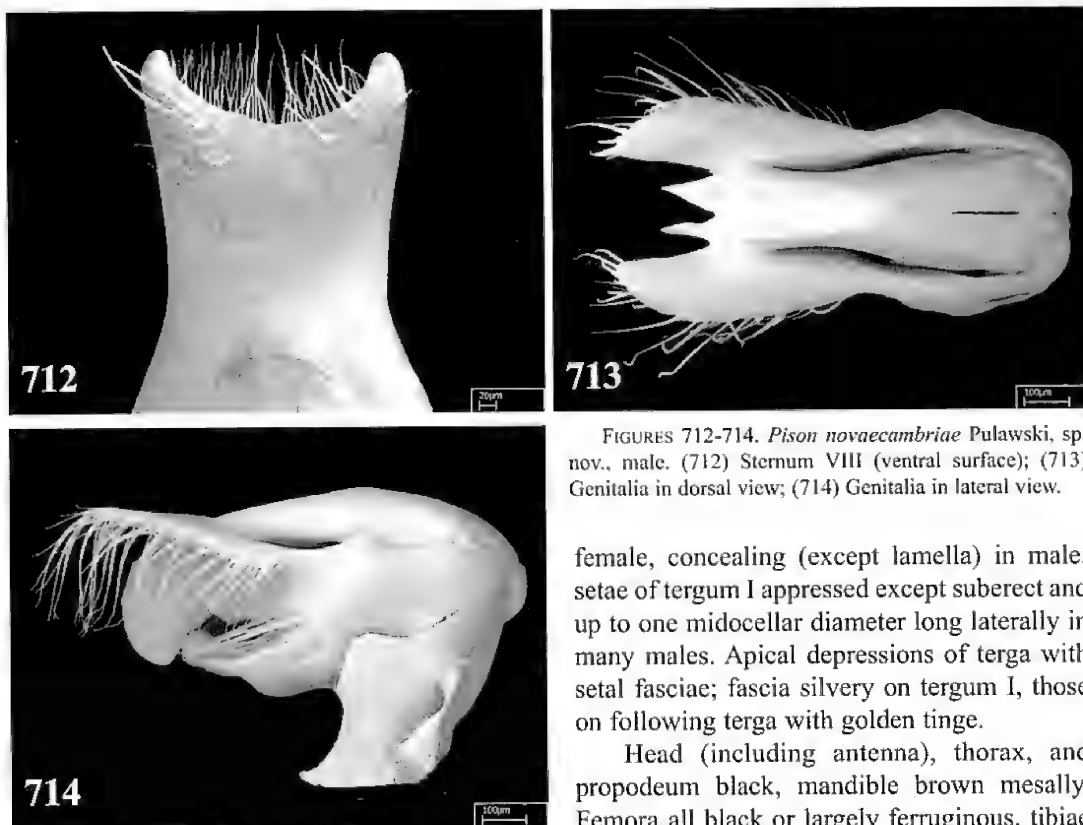 712
20µm
713
100µm
714
100µm
FIGURES 712-714. Pison novaecambriae Pulawski, sp
nov., male. (712) Sternum VIII (ventral surface); (713)
Genitalia in dorsal view; (714) Genitalia in lateral view.
female, concealing (except lamella) in male.
setae of tergum I appressed except suberect and
up to one midocellar diameter long laterally in
many males. Apical depressions of terga with
setal fasciae; fascia silvery on tergum I, those
on following terga with golden tinge.
Head (including antenna), thorax, and
propodeum black, mandible brown mesally
Femora all black or largely ferruginous, tibiae